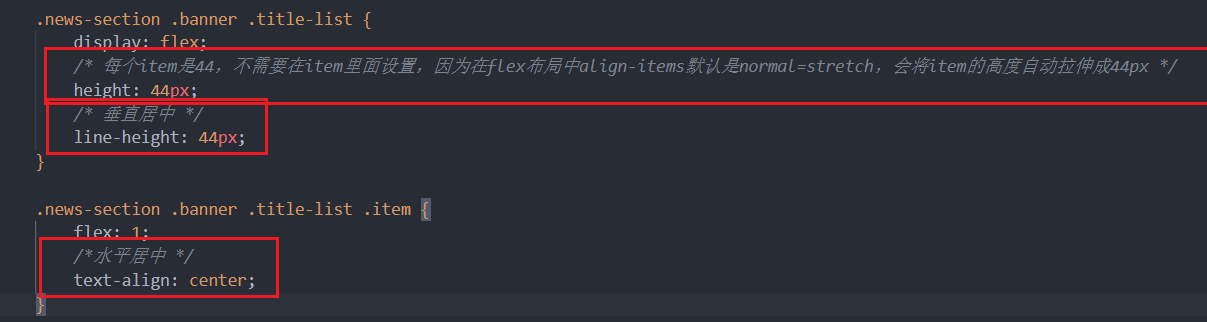 .news-section .banner .title-list {
display: flex;
/* 每个item是44，不需要在item里面设置，因为在flex布局中align-items默认是normal=stretch，会将item的高度自动拉伸成44px */
height: 44px;
/* 垂直居中 */
line-height: 44px;
}
.news-section .banner .title-list .item {
flex: 1;
/*水平居中 */
text-align: center;
}